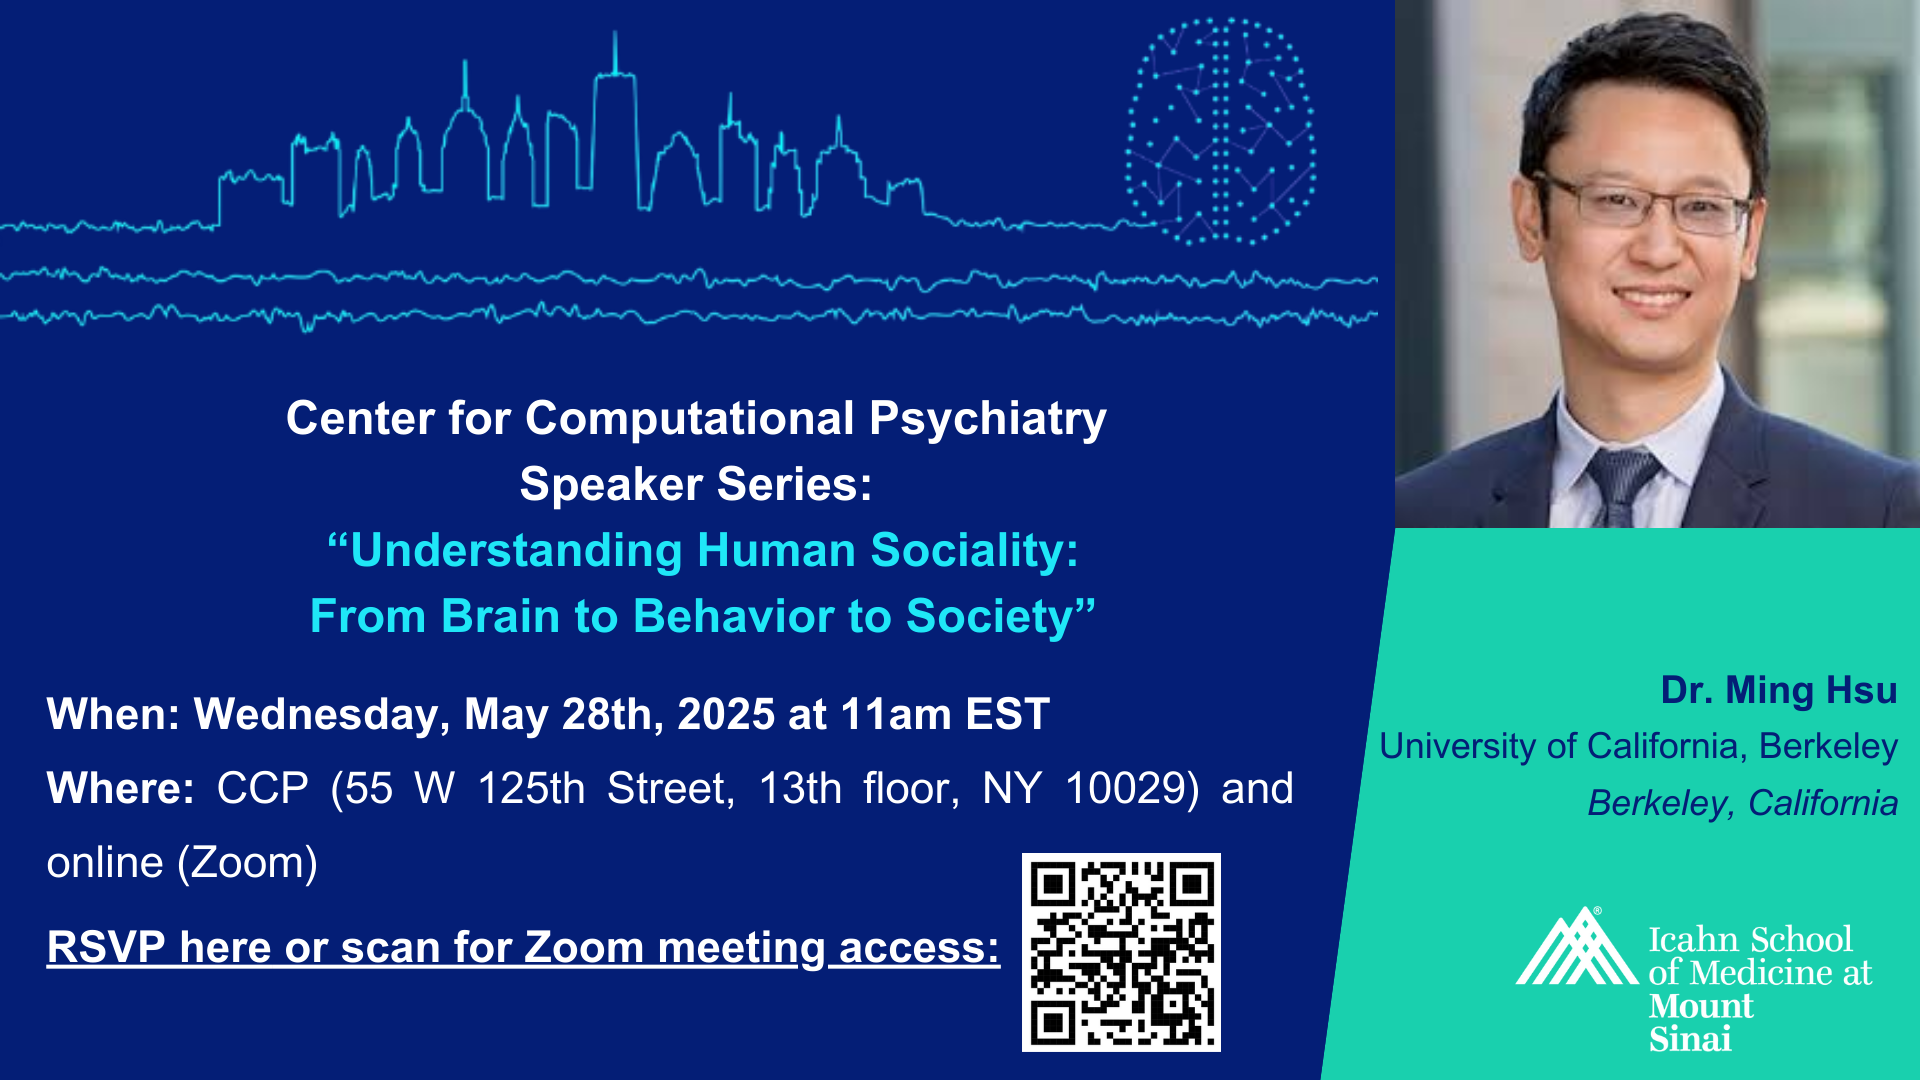 Center for Computational Psychiatry
Speaker Series:
“Understanding Human Sociality:
From Brain to Behavior to Society”
When: Wednesday, May 28th, 2025 at 11am EST
Where: CCP (55 W 125th Street, 13th floor, NY 10029) and
online (Zoom)
RSVP here or scan for Zoom meeting access:
Dr. Ming Hsu
University of California, Berkeley
Berkeley, California
®
Icahn School
of Medicine at
Mount
Sinai